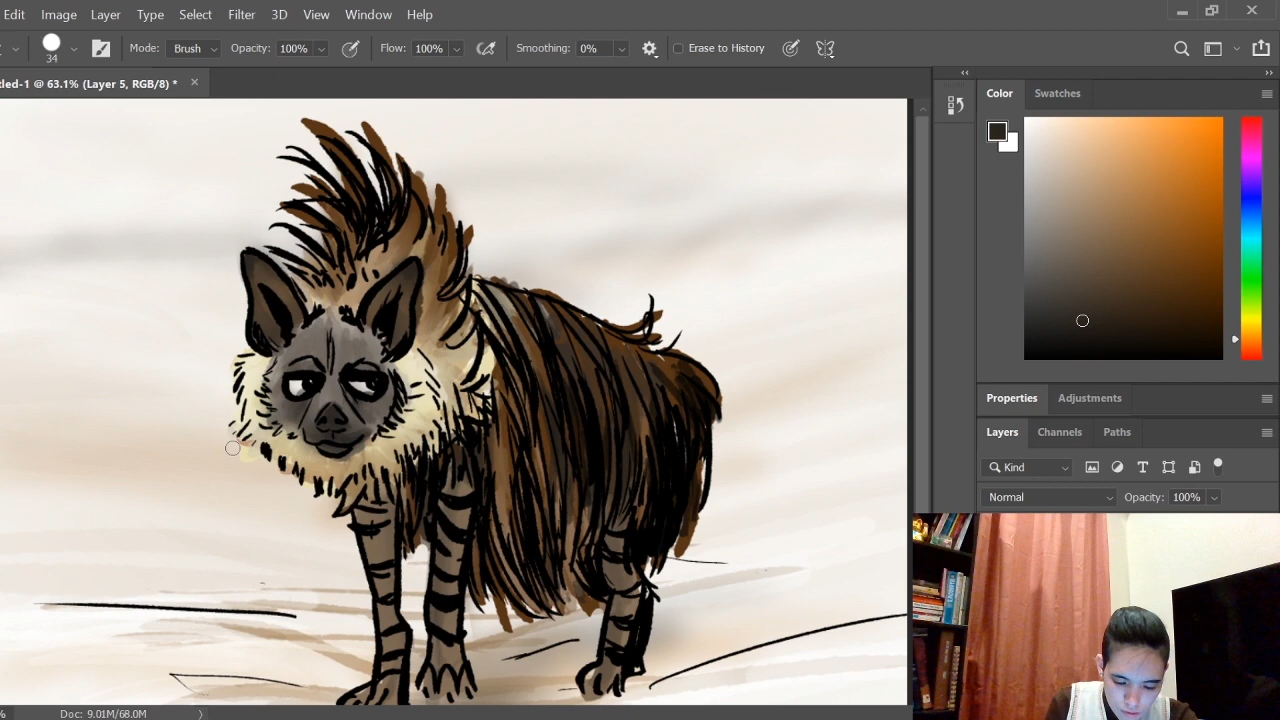 Edit Image Layer Type Select Filter 3D View Window Help
34 Mode: Brush Opacity: 100% Flow: 100% Smoothing: 0% Erase to History
tled-1 @ 63.1% (Layer 5, RGB/8) *
Color Swatches
Properties Adjustments
Layers Channels Paths
Kind
Normal Opacity: 100%
% Doc: 9.01M/68.0M